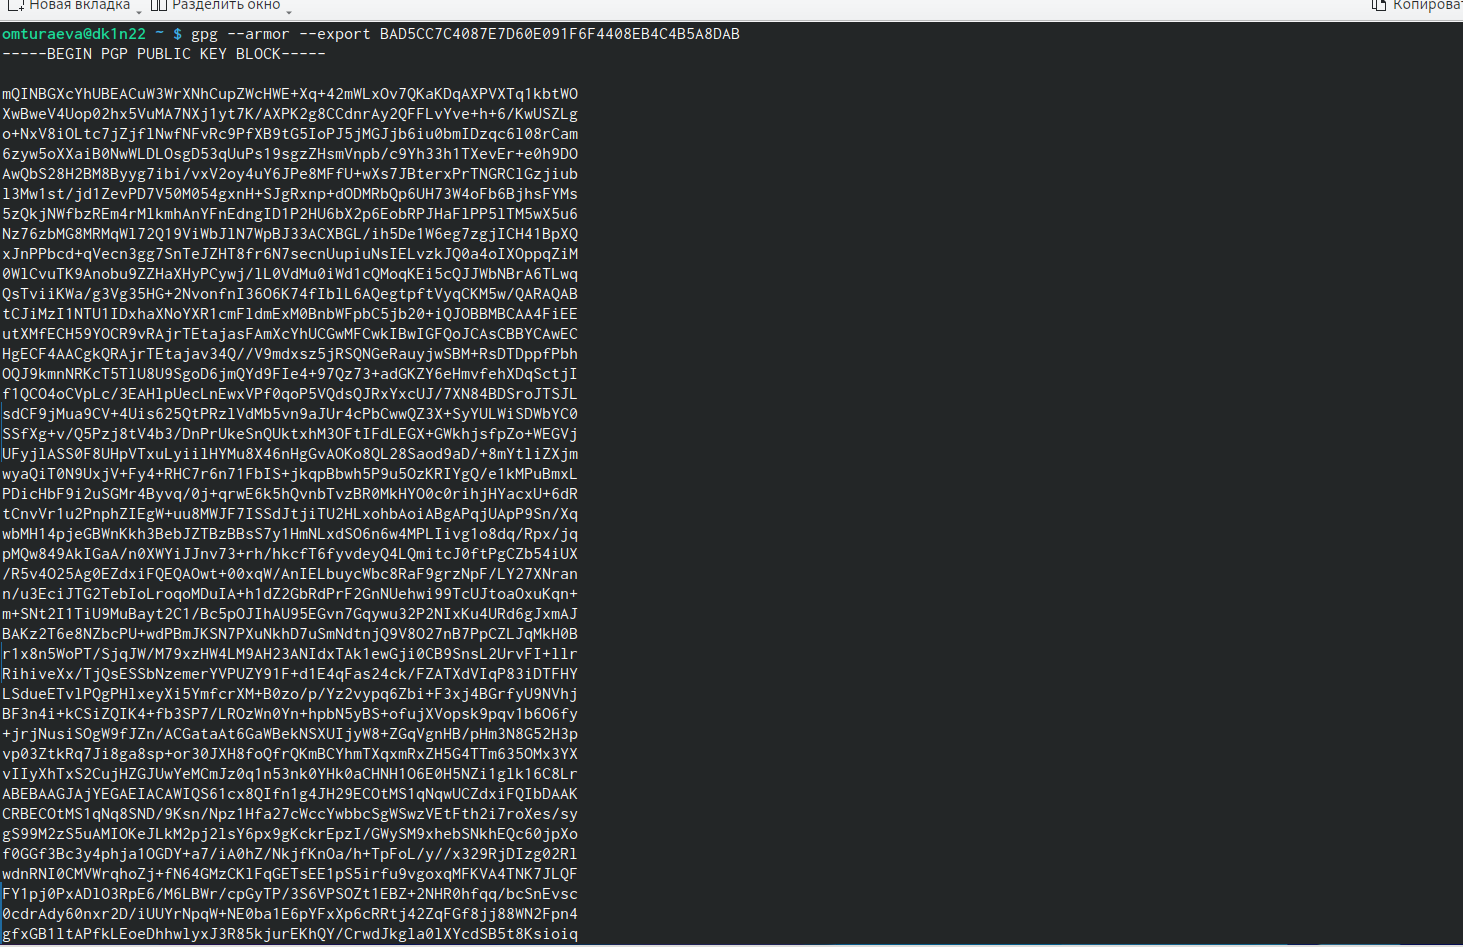 Новая вкладка Разделить окно Копироват
omturaeva@dk1n22 ~ $ gpg --armor --export BAD5CC7C4087E7D60E091F6F4408EB4C4B5A8DAB
-----BEGIN PGP PUBLIC KEY BLOCK-----
mQINBGXcYhUBEACuW3WrXNhCupZWcHWE+Xq+42mWLxOv7QKaKDqAXPVXTq1kbtWO
XwBweV4Uop02hx5VuMA7NXj1yt7K/AXPK2g8CCdnrAy2QFFLvYve+h+6/KwUSZLg
o+NxV8iOLtc7jZjflNwfNFvRc9PfXB9tG5IoPJ5jMGJjb6iu0bmIDzqc6l08rCam
6zyw5oXXaiB0NwWLDLOsgD53qUuPs19sgzZHsmVnpb/c9Yh33h1TXevEr+e0h9DO
AwQbS28H2BM8Byyg7ibi/vxV2oy4uY6JPe8MFfU+wXs7JBterxPrTNGRClGzjiub
l3Mw1st/jd1ZevPD7V50M054gxnH+SJgRxnp+dODMRbQp6UH73W4oFb6BjhsFYMs
5zQkjNWfbzREm4rMlkmhAnYFnEdngID1P2HU6bX2p6EobRPJHaFlPP5lTM5wX5u6
Nz76zbMG8MRMqWl72Q19ViWbJlN7WpBJ33ACXBGL/ih5De1W6eg7zgjICH41BpXQ
xJnPPbcd+qVecn3gg7SnTeJZHT8fr6N7secnUupiuNsIELvzkJQ0a4oIXOppqZiM
0WlCvuTK9Anobu9ZZHaXHyPCywj/lL0VdMu0iWd1cQMoqKEi5cQJJWbNBrA6TLwq
QsTviiKWa/g3Vg35HG+2NvonfnI36O6K74fIblL6AQegtpftVyqCKM5w/QARAQAB
tCJiMzI1NTU1IDxhaXNoYXR1cmFldmExM0BnbWFpbC5jb20+iQJOBBMBCAA4FiEE
utXMfECH59YOCR9vRAjrTEtajasFAmXcYhUCGwMFCwkIBwIGFQoJCAsCBBYCAwEC
HgECF4AACgkQRAjrTEtajav34Q//V9mdxsz5jRSQNGeRauyjwSBM+RsDTDppfPbh
OQJ9kmnNRKcT5TlU8U9SgoD6jmQYd9FIe4+97Qz73+adGKZY6eHmvfehXDqSctjI
f1QCO4oCVpLc/3EAHlpUecLnEwxVPf0qoP5VQdsQJRxYxcUJ/7XN84BDSroJTSJL
sdCF9jMua9CV+4Uis625QtPRzlVdMb5vn9aJUr4cPbCwwQZ3X+SyYULWiSDWbYC0
SSfXg+v/Q5Pzj8tV4b3/DnPrUkeSnQUktxhM3OFtIFdLEGX+GWkhjsfpZo+WEGVj
UFyjlASS0F8UHpVTxuLyiilHYMu8X46nHgGvAOKo8QL28Saod9aD/+8mYtliZXjm
wyaQiT0N9UxjV+Fy4+RHC7r6n71FbIS+jkqpBbwh5P9u5OzKRIYgQ/e1kMPuBmxL
PDicHbF9i2uSGMr4Byvq/0j+qrwE6k5hQvnbTvzBR0MkHYO0c0rihjHYacxU+6dR
tCnvVr1u2PnphZIEgW+uu8MWJF7ISSdJtjiTU2HLxohbAoiABgAPqjUApP9Sn/Xq
wbMH14pjeGBWnKkh3BebJZTBzBBsS7y1HmNLxdSO6n6w4MPLIivg1o8dq/Rpx/jq
pMQw849AkIGaA/n0XWYiJJnv73+rh/hkcfT6fyvdeyQ4LQmitcJ0ftPgCZb54iUX
/R5v4O25Ag0EZdxiFQEQAOwt+00xqW/AnIELbuycWbc8RaF9grzNpF/LY27XNran
n/u3EciJTG2TebIoLroqoMDuIA+h1dZ2GbRdPrF2GnNUehwi99TcUJtoaOxuKqn+
m+SNt2I1TiU9MuBayt2C1/Bc5pOJIhAU95EGvn7Gqywu32P2NIxKu4URd6gJxmAJ
BAKz2T6e8NZbcPU+wdPBmJKSN7PXuNkhD7uSmNdtnjQ9V8O27nB7PpCZLJqMkH0B
r1x8n5WoPT/SjqJW/M79xzHW4LM9AH23ANIdxTAk1ewGji0CB9SnsL2UrvFI+llr
RihiveXx/TjQsESSbNzemerYVPUZY91F+d1E4qFas24ck/FZATXdVIqP83iDTFHY
LSdueETvlPQgPHlxeyXi5YmfcrXM+B0zo/p/Yz2vypq6Zbi+F3xj4BGrfyU9NVhj
BF3n4i+kCSiZQIK4+fb3SP7/LROzWn0Yn+hpbN5yBS+ofujXVopsk9pqv1b6O6fy
+jrjNusiSOgW9fJZn/ACGataAt6GaWBekNSXUIjyW8+ZGqVgnHB/pHm3N8G52H3p
vp03ZtkRq7Ji8ga8sp+or30JXH8foQfrQKmBCYhmTXqxmRxZH5G4TTm635OMx3YX
vIIyXhTxS2CujHZGJUwYeMCmJz0q1n53nk0YHk0aCHNH1O6E0H5NZi1glk16C8Lr
ABEBAAGJAjYEGAEIACAWIQS61cx8QIfn1g4JH29ECOtMS1qNqwUCZdxiFQIbDAAK
CRBECOtMS1qNq8SND/9Ksn/Npz1Hfa27cWccYwbbcSgWSwzVEtFth2i7roXes/sy
gS99M2zS5uAMIOKeJLkM2pj2lsY6px9gKckrEpzI/GWySM9xhebSNkhEQc60jpXo
f0GGf3Bc3y4phja1OGDY+a7/iA0hZ/NkjfKnOa/h+TpFoL/y//x329RjDIzg02Rl
wdnRNI0CMVWrqhoZj+fN64GMzCKlFqGETsEE1pS5irfu9vgoxqMFKVA4TNK7JLQF
FY1pj0PxADlO3RpE6/M6LBWr/cpGyTP/3S6VPSOZt1EBZ+2NHR0hfqq/bcSnEvsc
0cdrAdy60nxr2D/iUUYrNpqW+NE0ba1E6pYFxXp6cRRtj42ZqFGf8jj88WN2Fpn4
gfxGB1ltAPfkLEoeDhhwlyxJ3R85kjurEKhQY/CrwdJkgla0lXYcdSB5t8Ksioiq